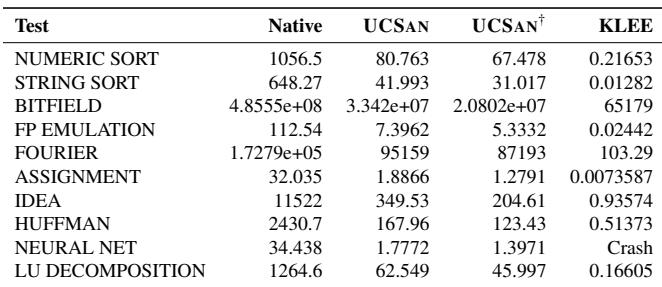 Test Native UCSAN UCSAN† KLEE
NUMERIC SORT 1056.5 80.763 67.478 0.21653
STRING SORT 648.27 41.993 31.017 0.01282
BITFIELD 4.8555e+08 3.342e+07 2.0802e+07 65179
FP EMULATION 112.54 7.3962 5.3332 0.02442
FOURIER 1.7279e+05 95159 87193 103.29
ASSIGNMENT 32.035 1.8866 1.2791 0.0073587
IDEA 11522 349.53 204.61 0.93574
HUFFMAN 2430.7 167.96 123.43 0.51373
NEURAL NET 34.438 1.7772 1.3971 Crash
LU DECOMPOSITION 1264.6 62.549 45.997 0.16605